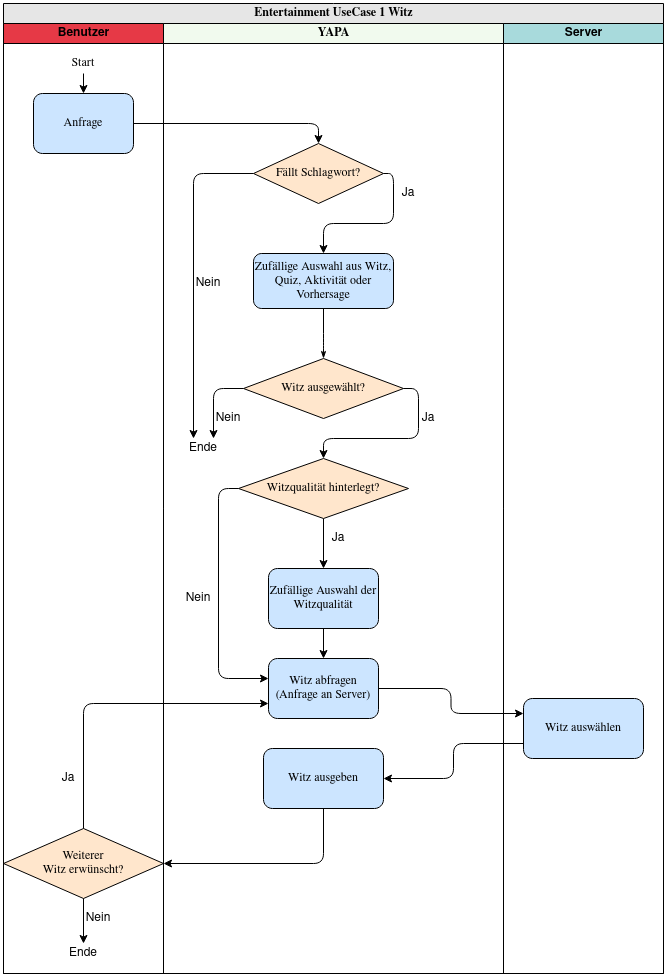 Entertainment UseCase 1 Witz
Benutzer
YAPA
Server
Start
Anfrage
Fällt Schlagwort?
Ja
Nein
Zufällige Auswahl aus Witz,
Quiz, Aktivität oder
Vorhersage
Witz ausgewählt?
Nein
Ja
Ende
Witzqualität hinterlegt?
Ja
Nein
Zufällige Auswahl der
Witzqualität
Witz abfragen
(Anfrage an Server)
Witz auswählen
Witz ausgeben
Ja
Weiterer
Witz erwünscht?
Nein
Ende